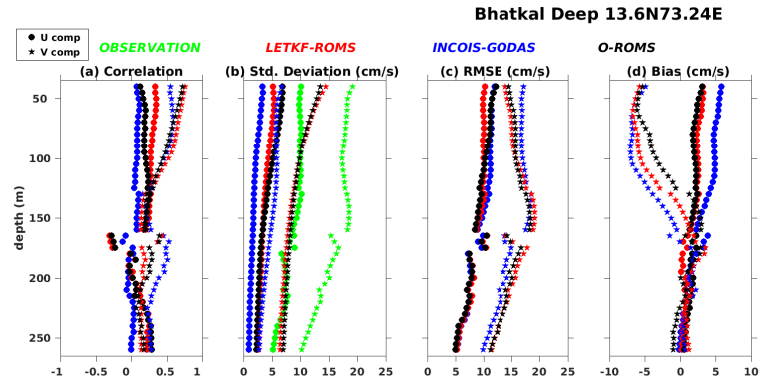 Bhatkal Deep 13.6N73.24E
U comp
V comp
OBSERVATION LETKF-ROMS INCOIS-G0DAS O-ROMS
(a) Correlation (b) Std. Deviation (cm/s) (c) RMSE (cm/s) (d) Bias (cm/s)
depth (m)
50
100
150
200
250
-1 -0.5 0 0.5 1
0 5 10 15 20 25
0 5 10 15 20 25
-10 -5 0 5 10